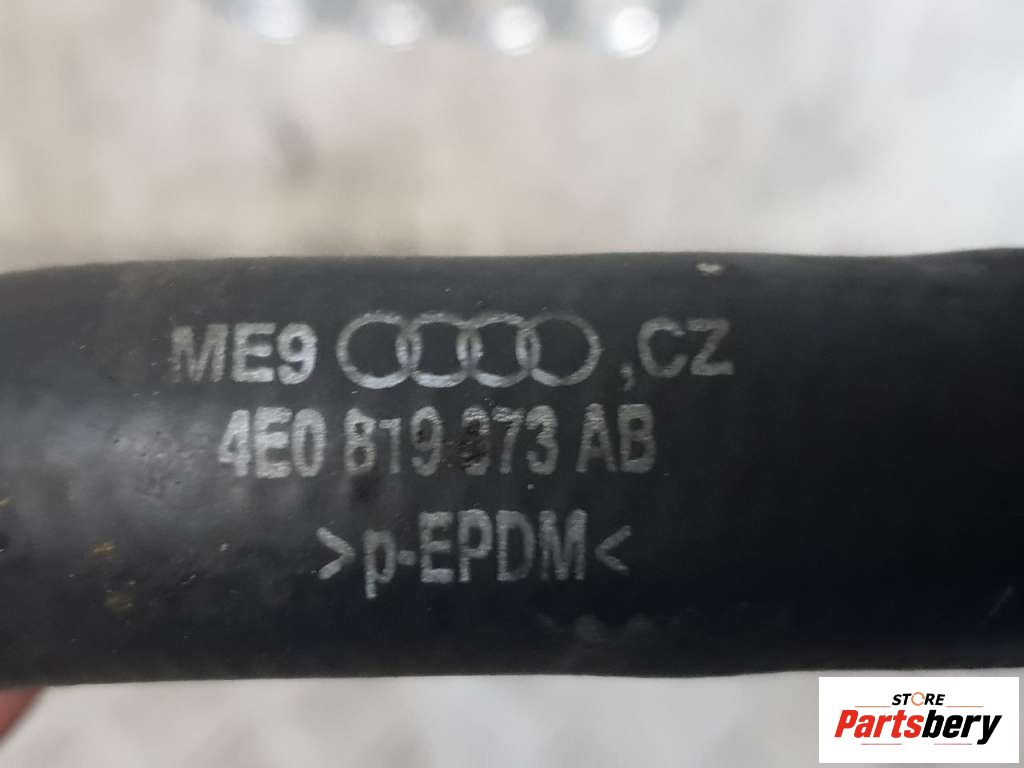 ME9 ,CZ
4E0 819 373 AB
>p-EPDM<
STORE
Partsbery